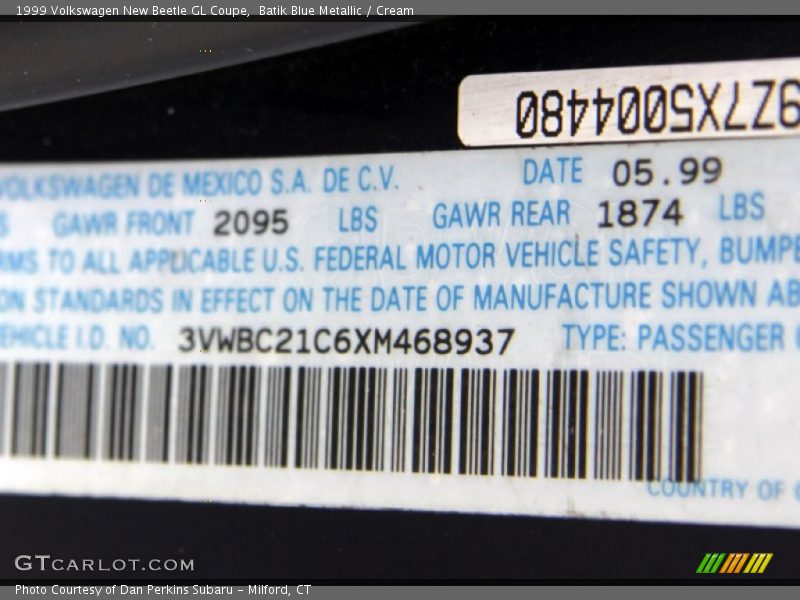 1999 Volkswagen New Beetle GL Coupe,  Batik Blue Metallic / Cream
9Z7X5004480
VOLKSWAGEN DE MEXICO S.A. DE C.V. DATE 05.99
GAWR FRONT 2095 LBS GAWR REAR 1874 LBS
RMS TO ALL APPLICABLE U.S. FEDERAL MOTOR VEHICLE SAFETY, BUMPE
ON STANDARDS IN EFFECT ON THE DATE OF MANUFACTURE SHOWN AB
EHICLE I.D. NO. 3VWBC21C6XM468937 TYPE: PASSENGER
COUNTRY OF
GTCARLOT.COM
Photo Courtesy of Dan Perkins Subaru - Milford, CT